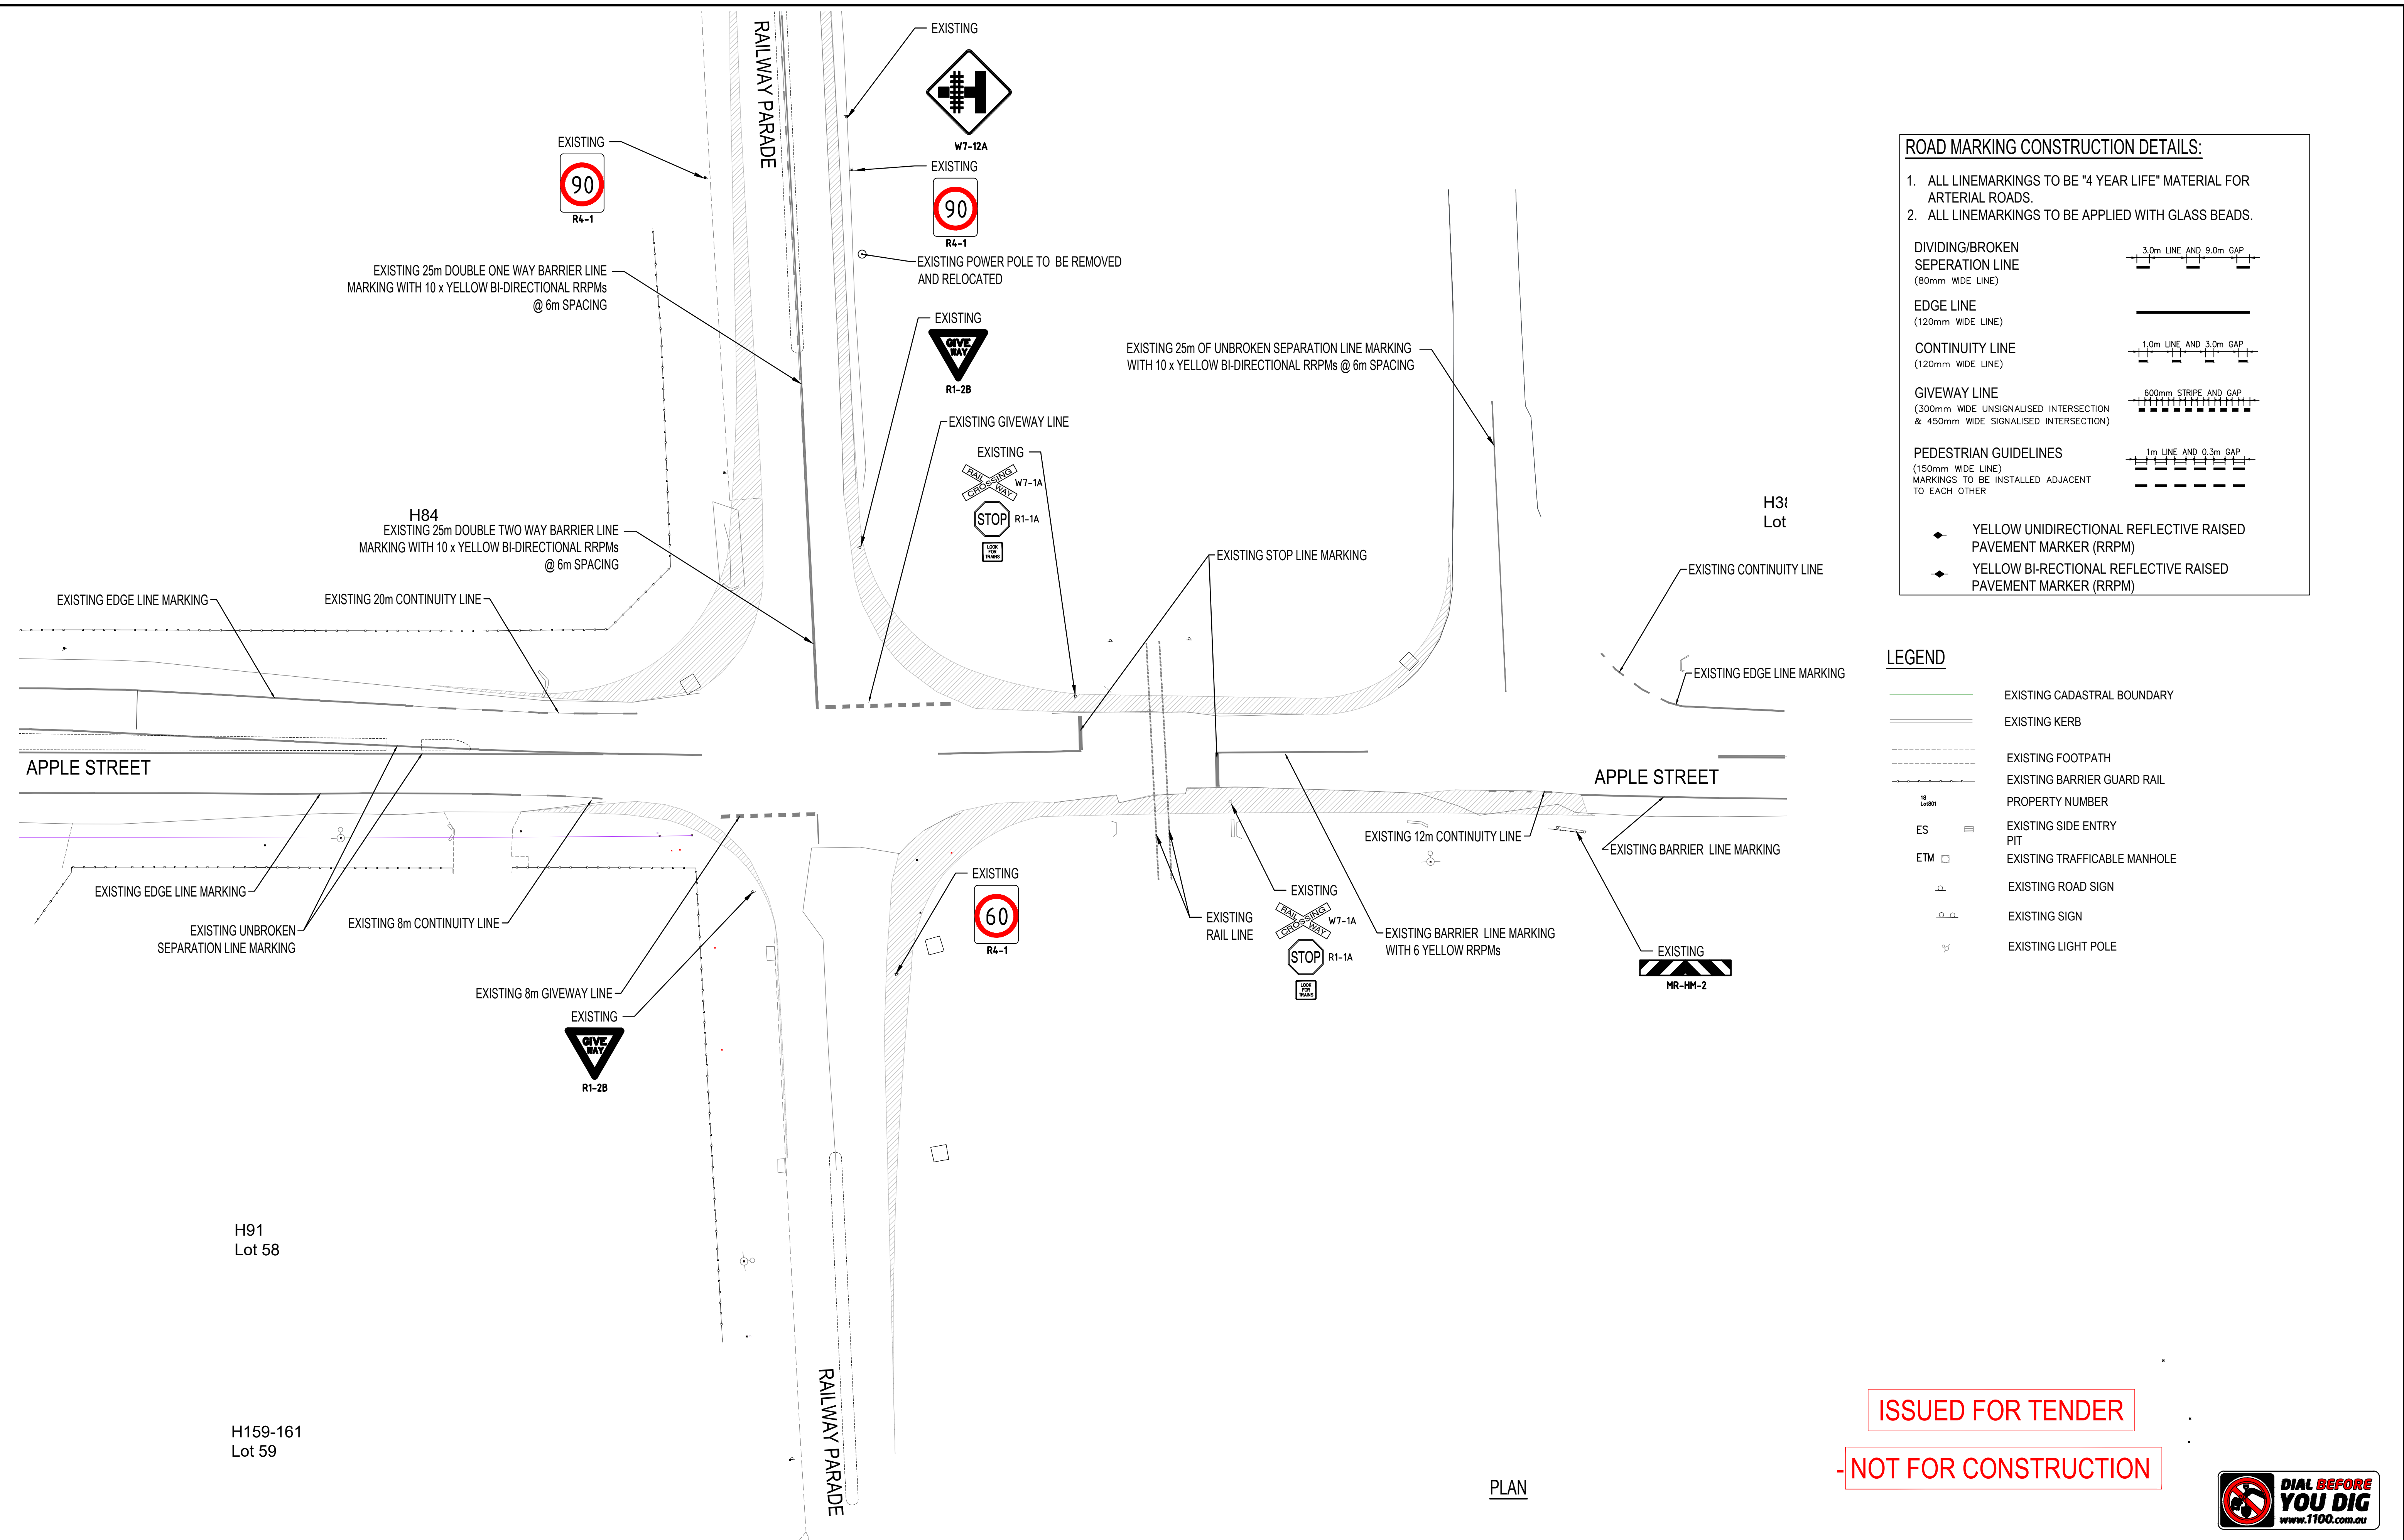 RAILWAY PARADE
EXISTING
W7-12A
EXISTING
90
R4-1
EXISTING
90
R4-1
EXISTING POWER POLE TO BE REMOVED
AND RELOCATED
EXISTING 25m DOUBLE ONE WAY BARRIER LINE
MARKING WITH 10 x YELLOW BI-DIRECTIONAL RRPMs
@ 6m SPACING
EXISTING
GIVE
WAY
R1-2B
EXISTING 25m OF UNBROKEN SEPARATION LINE MARKING
WITH 10 x YELLOW BI-DIRECTIONAL RRPMs @ 6m SPACING
EXISTING GIVEWAY LINE
EXISTING
RAIL WAY
CROSSING
W7-1A
STOP
R1-1A
LOOK
FOR
TRAINS
H84
EXISTING 25m DOUBLE TWO WAY BARRIER LINE
MARKING WITH 10 x YELLOW BI-DIRECTIONAL RRPMs
@ 6m SPACING
EXISTING STOP LINE MARKING
EXISTING CONTINUITY LINE
EXISTING EDGE LINE MARKING
EXISTING 20m CONTINUITY LINE
EXISTING EDGE LINE MARKING
APPLE STREET
APPLE STREET
EXISTING 12m CONTINUITY LINE
EXISTING BARRIER LINE MARKING
EXISTING EDGE LINE MARKING
EXISTING UNBROKEN
SEPARATION LINE MARKING
EXISTING 8m CONTINUITY LINE
EXISTING
60
R4-1
EXISTING
RAIL LINE
EXISTING
RAIL WAY
CROSSING
W7-1A
STOP
R1-1A
LOOK
FOR
TRAINS
EXISTING BARRIER LINE MARKING
WITH 6 YELLOW RRPMs
EXISTING
MR-HM-2
EXISTING 8m GIVEWAY LINE
EXISTING
GIVE
WAY
R1-2B
H91
Lot 58
H159-161
Lot 59
RAILWAY PARADE
PLAN
Lot
ROAD MARKING CONSTRUCTION DETAILS:
1. ALL LINEMARKINGS TO BE "4 YEAR LIFE" MATERIAL FOR
ARTERIAL ROADS.
2. ALL LINEMARKINGS TO BE APPLIED WITH GLASS BEADS.
DIVIDING/BROKEN
SEPERATION LINE
(80mm WIDE LINE)
3.0m LINE AND 9.0m GAP
EDGE LINE
(120mm WIDE LINE)
CONTINUITY LINE
(120mm WIDE LINE)
1.0m LINE AND 3.0m GAP
GIVEWAY LINE
(300mm WIDE UNSIGNALISED INTERSECTION
& 450mm WIDE SIGNALISED INTERSECTION)
600mm STRIPE AND GAP
PEDESTRIAN GUIDELINES
(150mm WIDE LINE)
MARKINGS TO BE INSTALLED ADJACENT
TO EACH OTHER
1m LINE AND 0.3m GAP
YELLOW UNIDIRECTIONAL REFLECTIVE RAISED
PAVEMENT MARKER (RRPM)
YELLOW BI-RECTIONAL REFLECTIVE RAISED
PAVEMENT MARKER (RRPM)
LEGEND
EXISTING CADASTRAL BOUNDARY
EXISTING KERB
EXISTING FOOTPATH
EXISTING BARRIER GUARD RAIL
18
Lot801
PROPERTY NUMBER
ES
EXISTING SIDE ENTRY
PIT
ETM
EXISTING TRAFFICABLE MANHOLE
EXISTING ROAD SIGN
EXISTING SIGN
EXISTING LIGHT POLE
ISSUED FOR TENDER
- NOT FOR CONSTRUCTION
DIAL BEFORE
YOU DIG
www.1100.com.au